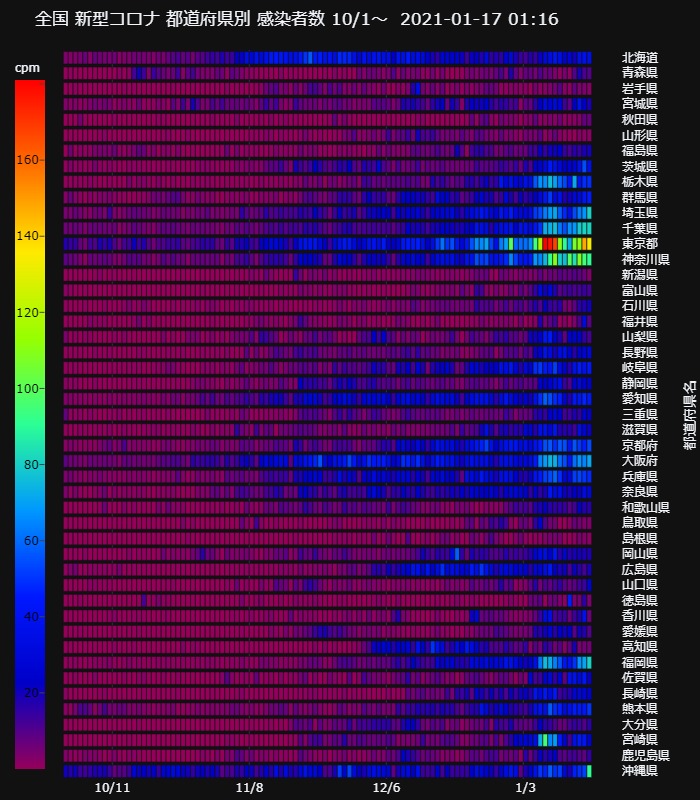 全国 新型コロナ 都道府県別 感染者数 10/1～ 2021-01-17 01:16
cpm
160
140
120
100
80
60
40
20
北海道
青森県
岩手県
宮城県
秋田県
山形県
福島県
茨城県
栃木県
群馬県
埼玉県
千葉県
東京都
神奈川県
新潟県
富山県
石川県
福井県
山梨県
長野県
岐阜県
静岡県
愛知県
三重県
滋賀県
京都府
大阪府
兵庫県
奈良県
和歌山県
鳥取県
島根県
岡山県
広島県
山口県
徳島県
香川県
愛媛県
高知県
福岡県
佐賀県
長崎県
熊本県
大分県
宮崎県
鹿児島県
沖縄県
都道府県名
10/11 11/8 12/6 1/3